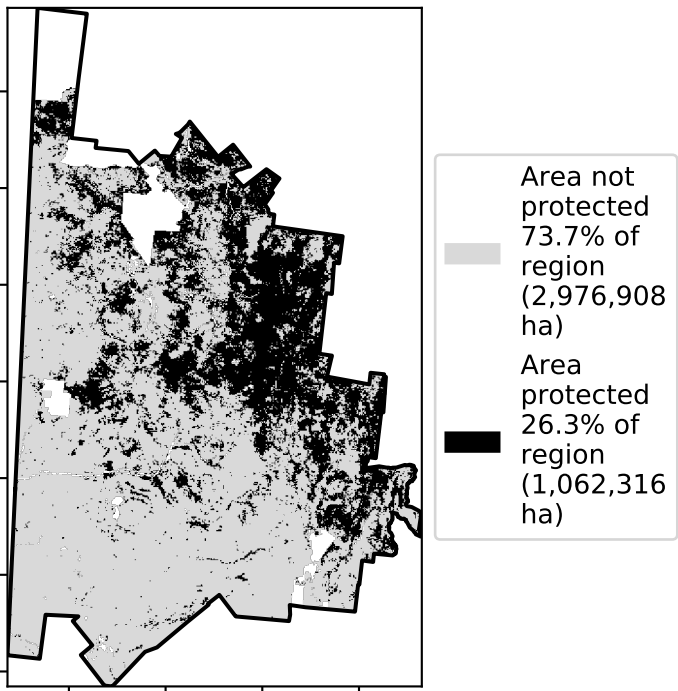 Area not
protected
73.7% of
region
(2,976,908
ha)
Area
protected
26.3% of
region
(1,062,316
ha)